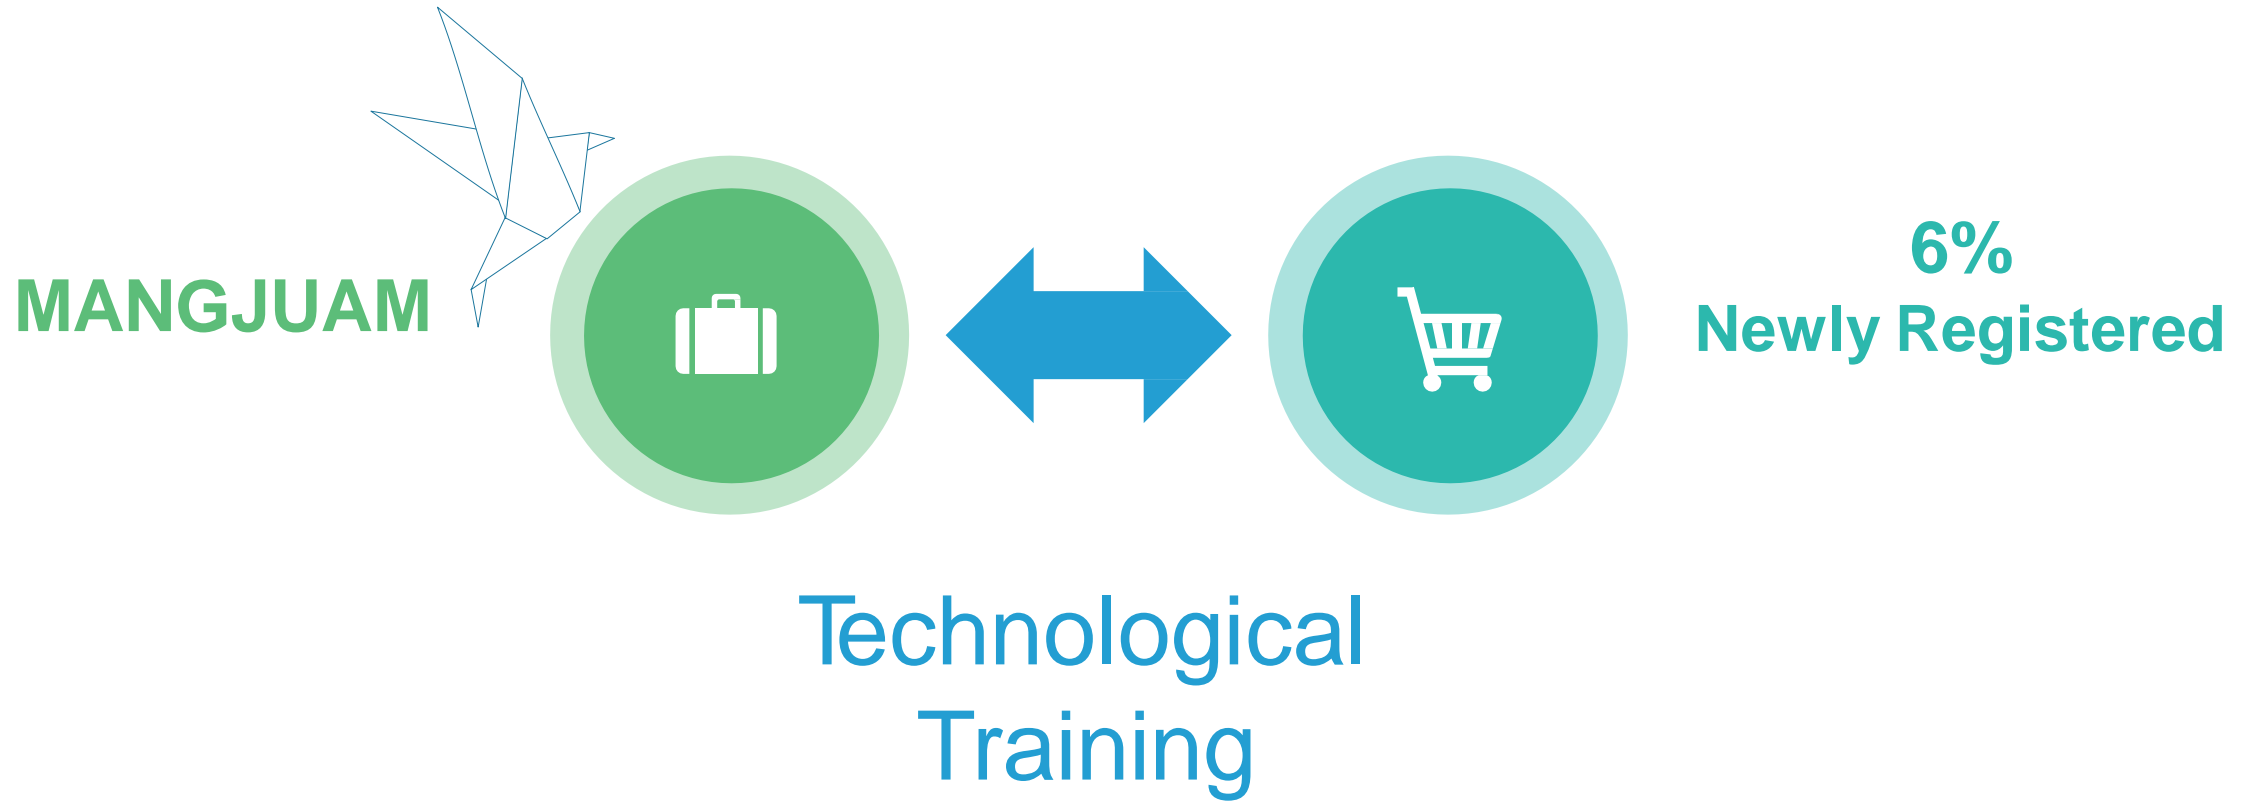 MANGJUAM
6%
Newly Registered
Technological
Training